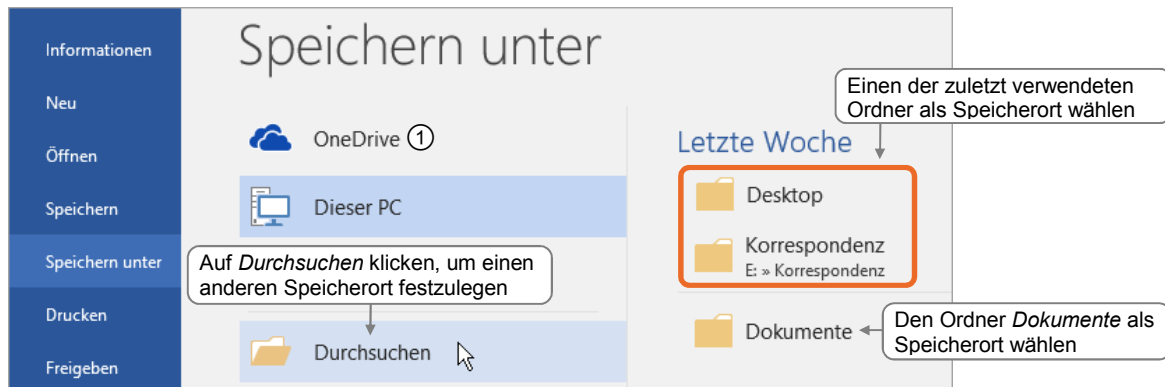 Informationen
Neu
Öffnen
Speichern
Speichern unter
Drucken
Freigeben
Speichern unter
OneDrive ①
Dieser PC
Auf Durchsuchen klicken, um einen
anderen Speicherort festzulegen
Durchsuchen
Einen der zuletzt verwendeten
Ordner als Speicherort wählen
Letzte Woche
Desktop
Korrespondenz
E: » Korrespondenz
Dokumente
Den Ordner Dokumente als
Speicherort wählen